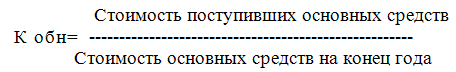 Стоимость поступивших основных средств
К обн= ------------------------------------------------------
Стоимость основных средств на конец года